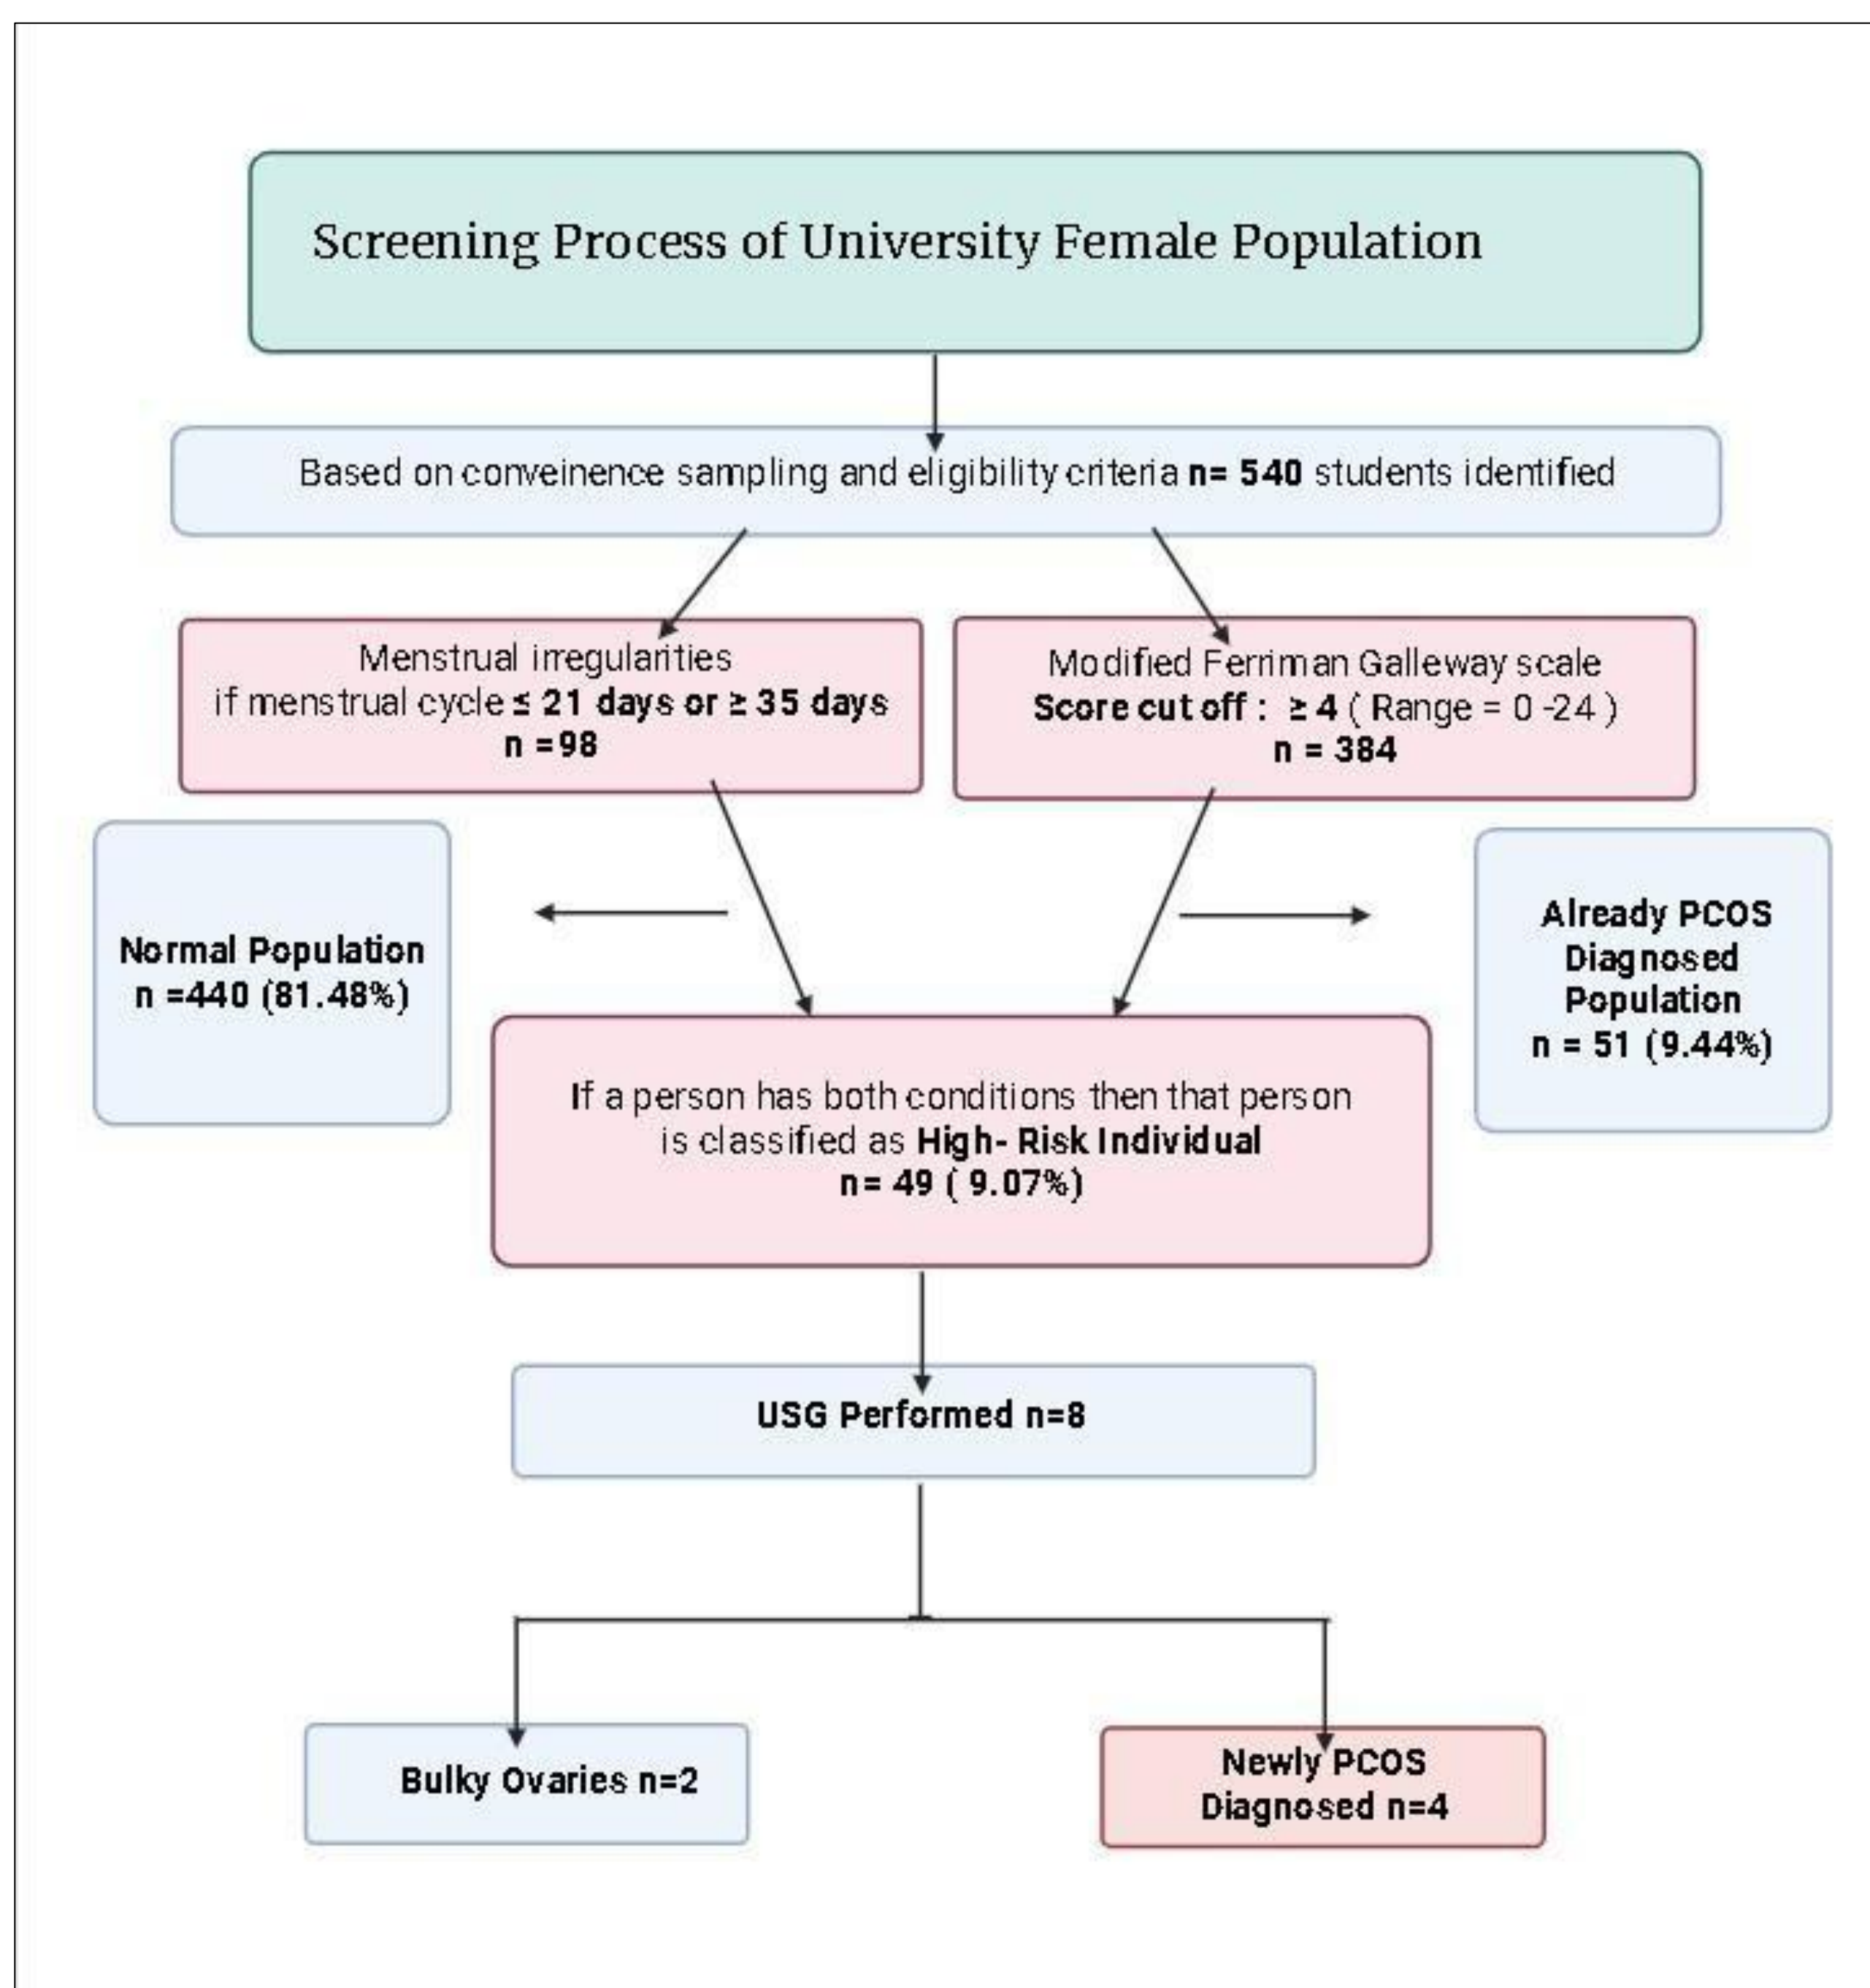 Screening Process of University Female Population
Based on conveinence sampling and eligibility criteria n= 540 students identified
Menstrual irregularities
if menstrual cycle ≤ 21 days or ≥ 35 days
n =98
Modified Ferriman Galleway scale
Score cut off : ≥ 4 ( Range = 0 -24 )
n = 384
Normal Population
n =440 (81.48%)
Already PCOS
Diagnosed
Population
n = 51 (9.44%)
If a person has both conditions then that person
is classified as High- Risk Individual
n= 49 ( 9.07%)
USG Performed n=8
Bulky Ovaries n=2
Newly PCOS
Diagnosed n=4